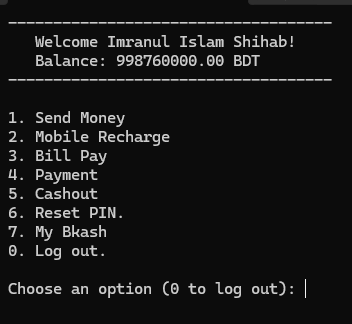 ------------------------------------
Welcome Imranul Islam Shihab!
Balance: 998760000.00 BDT
------------------------------------
1. Send Money
2. Mobile Recharge
3. Bill Pay
4. Payment
5. Cashout
6. Reset PIN.
7. My Bkash
0. Log out.
Choose an option (0 to log out):